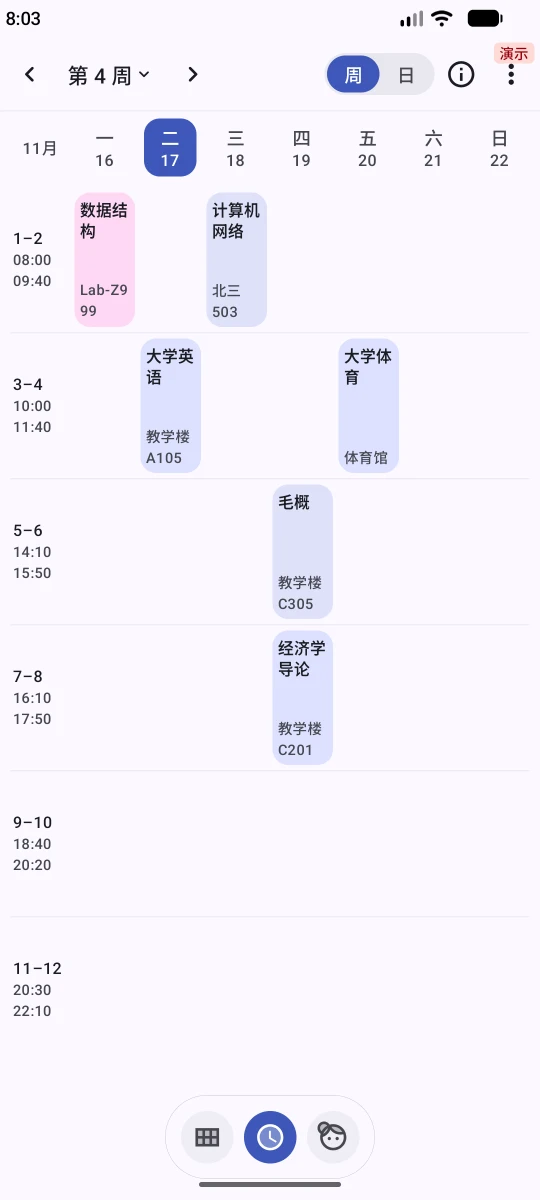 8:03
演示
第 4 周
周
日
11月
一
16
二
17
三
18
四
19
五
20
六
21
日
22
1–2
08:00
09:40
数据结
构
Lab-Z9
99
计算机
网络
北三
503
3–4
10:00
11:40
大学英
语
教学楼
A105
大学体
育
体育馆
5–6
14:10
15:50
毛概
教学楼
C305
7–8
16:10
17:50
经济学
导论
教学楼
C201
9–10
18:40
20:20
11–12
20:30
22:10